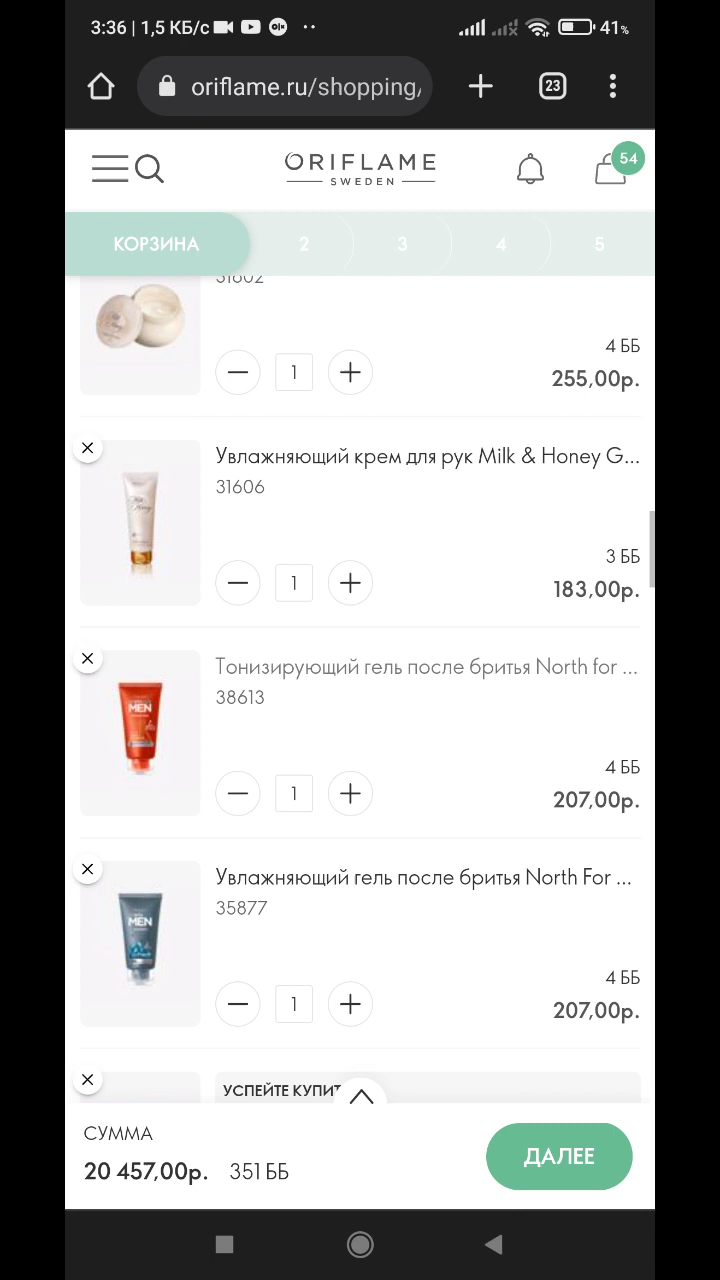 3:36 | 1,5 КБ/с
41%
oriflame.ru/shopping/
23
ORIFLAME
SWEDEN
54
КОРЗИНА 2 3 4 5
31602
1
4 ББ
255,00р.
Увлажняющий крем для рук Milk & Honey G...
31606
1
3 ББ
183,00р.
Тонизирующий гель после бритья North for ...
38613
MEN
1
4 ББ
207,00р.
Увлажняющий гель после бритья North For ...
35877
MEN
1
4 ББ
207,00р.
УСПЕЙТЕ КУПИТ
СУММА
20 457,00р. 351 ББ
ДАЛЕЕ